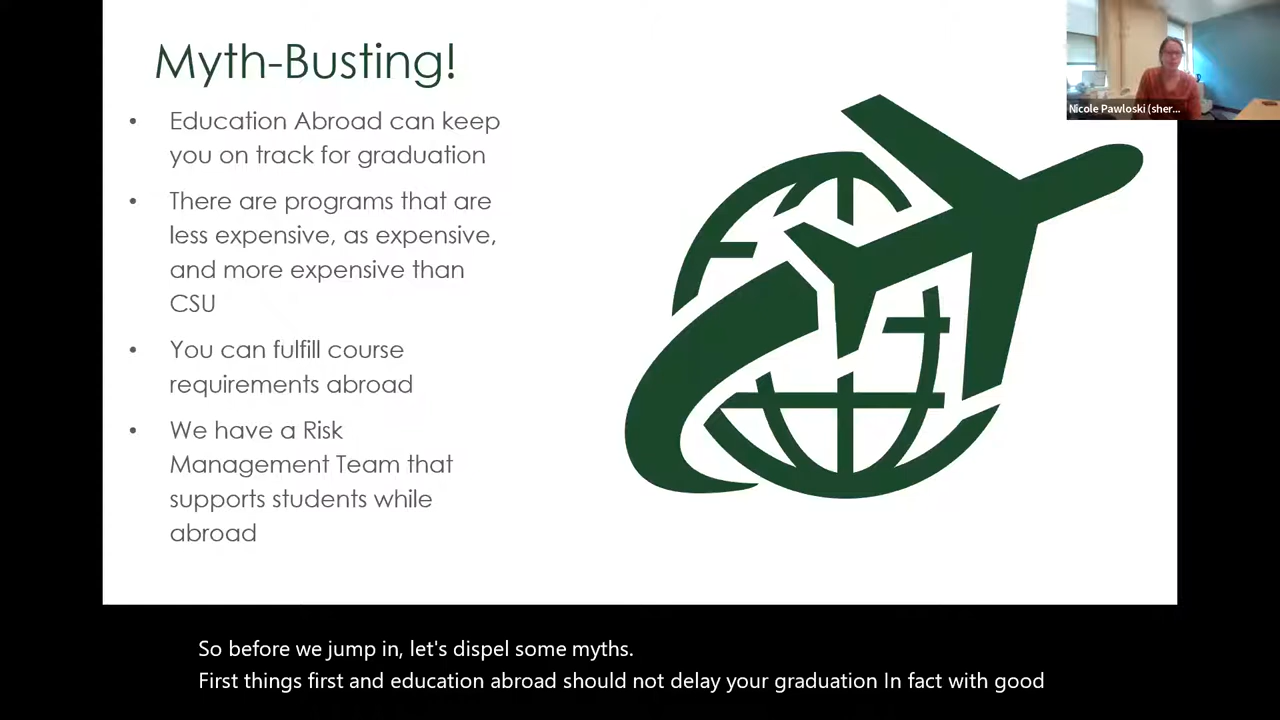 Myth-Busting!
• Education Abroad can keep
you on track for graduation
• There are programs that are
less expensive, as expensive,
and more expensive than
CSU
• You can fulfill course
requirements abroad
• We have a Risk
Management Team that
supports students while
abroad
Nicole Pawloski (sher...
So before we jump in, let's dispel some myths.
First things first and education abroad should not delay your graduation In fact with good